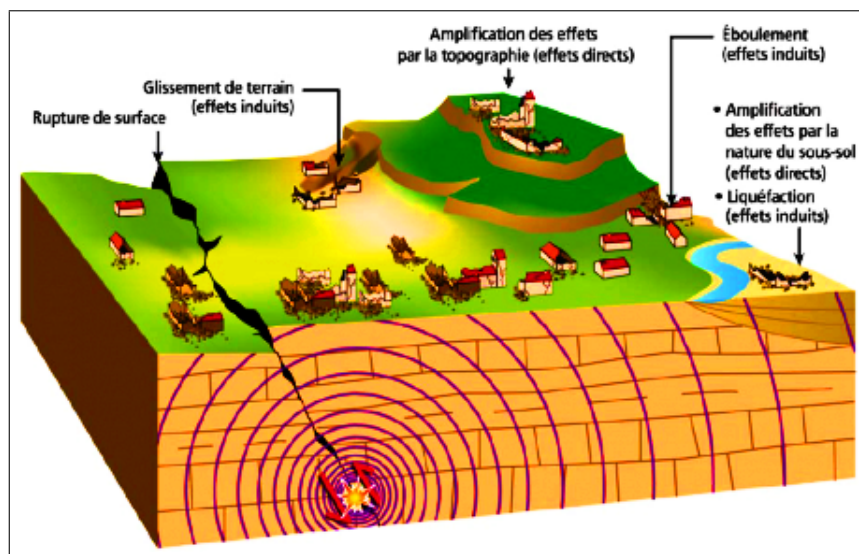 Amplification des effets
par la topographie (effets directs)
Éboulement
(effets induits)
Glissement de terrain
(effets induits)
Rupture de surface
• Amplification
des effets par la
nature du sous-sol
(effets directs)
• Liquéfaction
(effets induits)